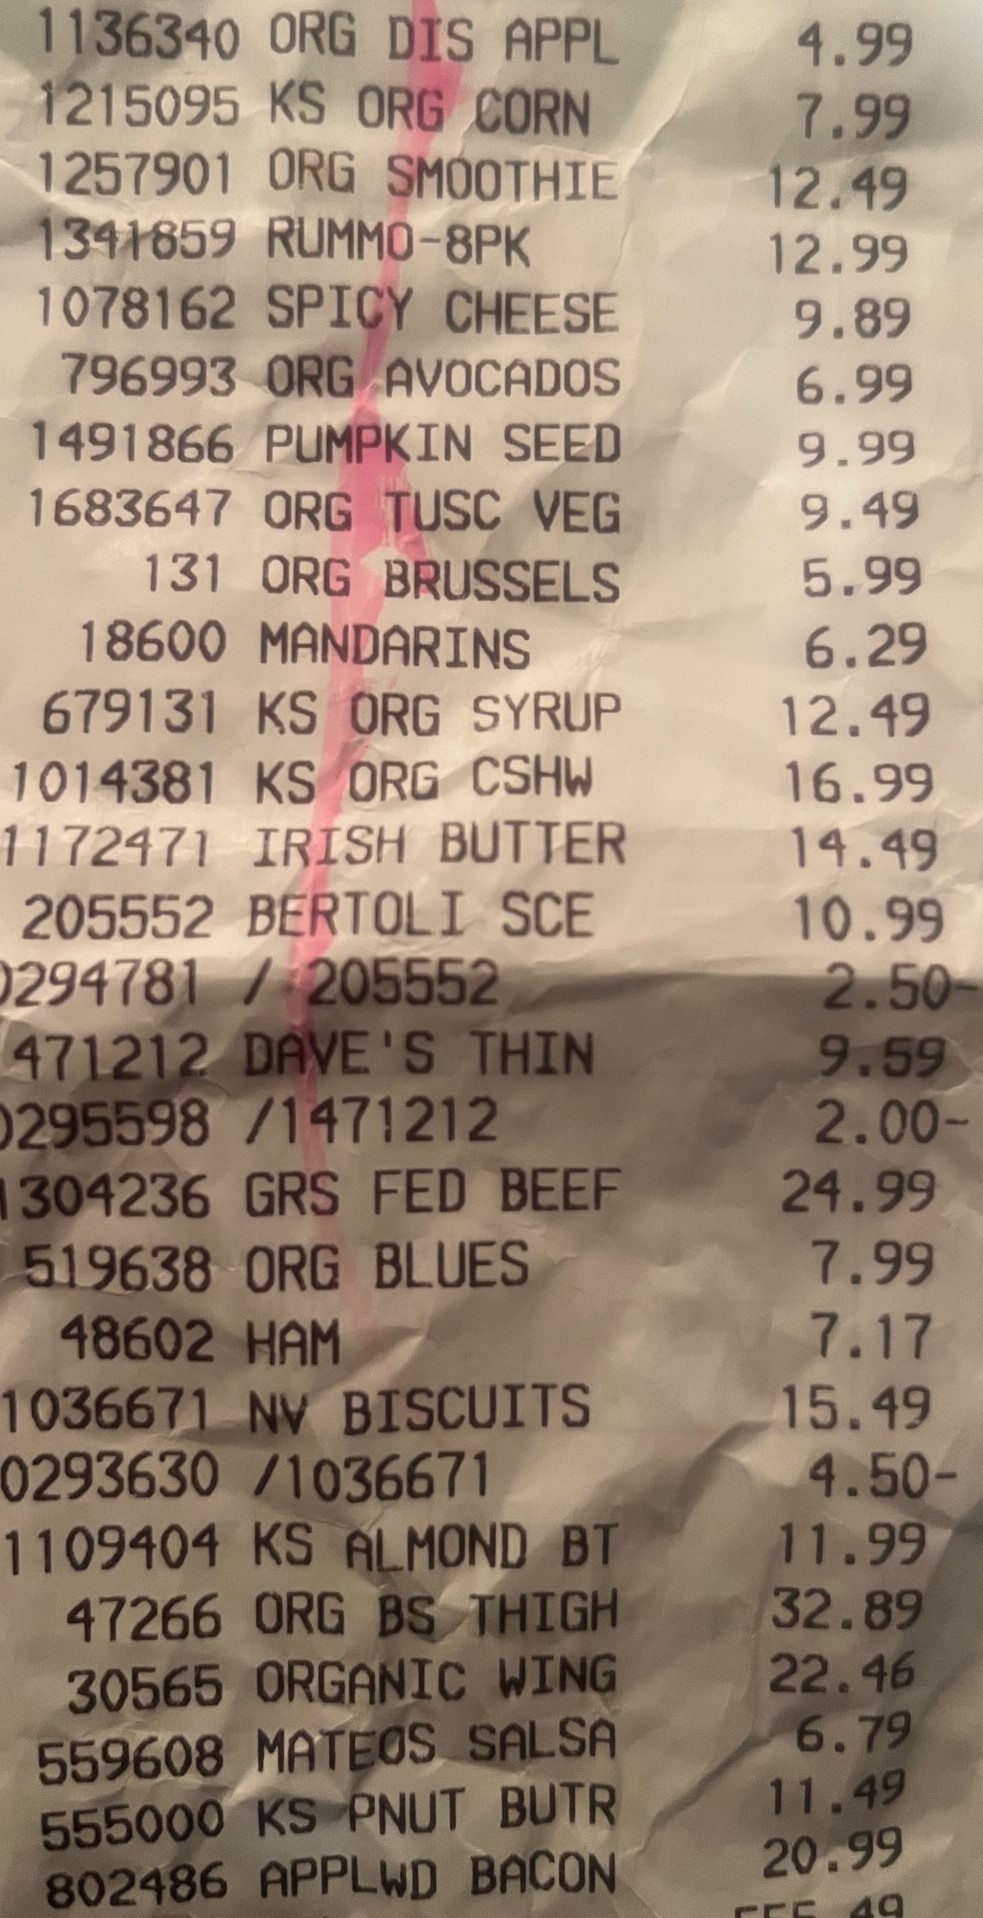 1136340 ORG DIS APPL 4.99
1215095 KS ORG CORN 7.99
1257901 ORG SMOOTHIE 12.49
1341859 RUMMO-8PK 12.99
1078162 SPICY CHEESE 9.89
796993 ORG AVOCADOS 6.99
1491866 PUMPKIN SEED 9.99
1683647 ORG TUSC VEG 9.49
131 ORG BRUSSELS 5.99
18600 MANDARINS 6.29
679131 KS ORG SYRUP 12.49
1014381 KS ORG CSHW 16.99
1172471 IRISH BUTTER 14.49
205552 BERTOLI SCE 10.99
0294781 / 205552 2.50-
471212 DAVE'S THIN 9.59
0295598 /1471212 2.00-
1304236 GRS FED BEEF 24.99
519638 ORG BLUES 7.99
48602 HAM 7.17
1036671 NV BISCUITS 15.49
0293630 /1036671 4.50-
1109404 KS ALMOND BT 11.99
47266 ORG BS THIGH 32.89
30565 ORGANIC WING 22.46
559608 MATEOS SALSA 6.79
555000 KS PNUT BUTR 11.49
802486 APPLWD BACON 20.99